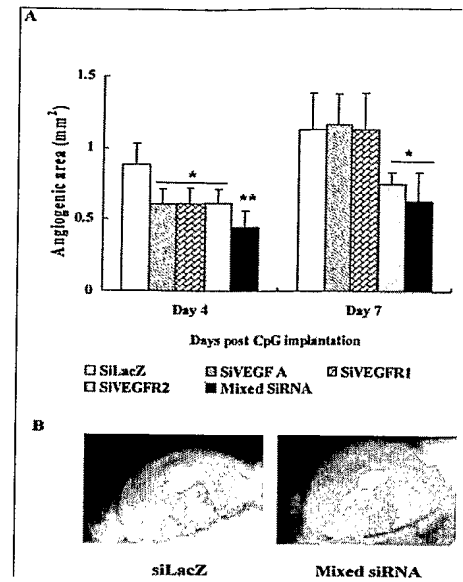 A
Angiogenic area (mm²)
1.5
1
0.5
0
*
**
*
Day 4
Day 7
Days post CpG implantation
SiLacZ
SiVEGF A
SiVEGFR1
SiVEGFR2
Mixed SiRNA
B
siLacZ
Mixed siRNA